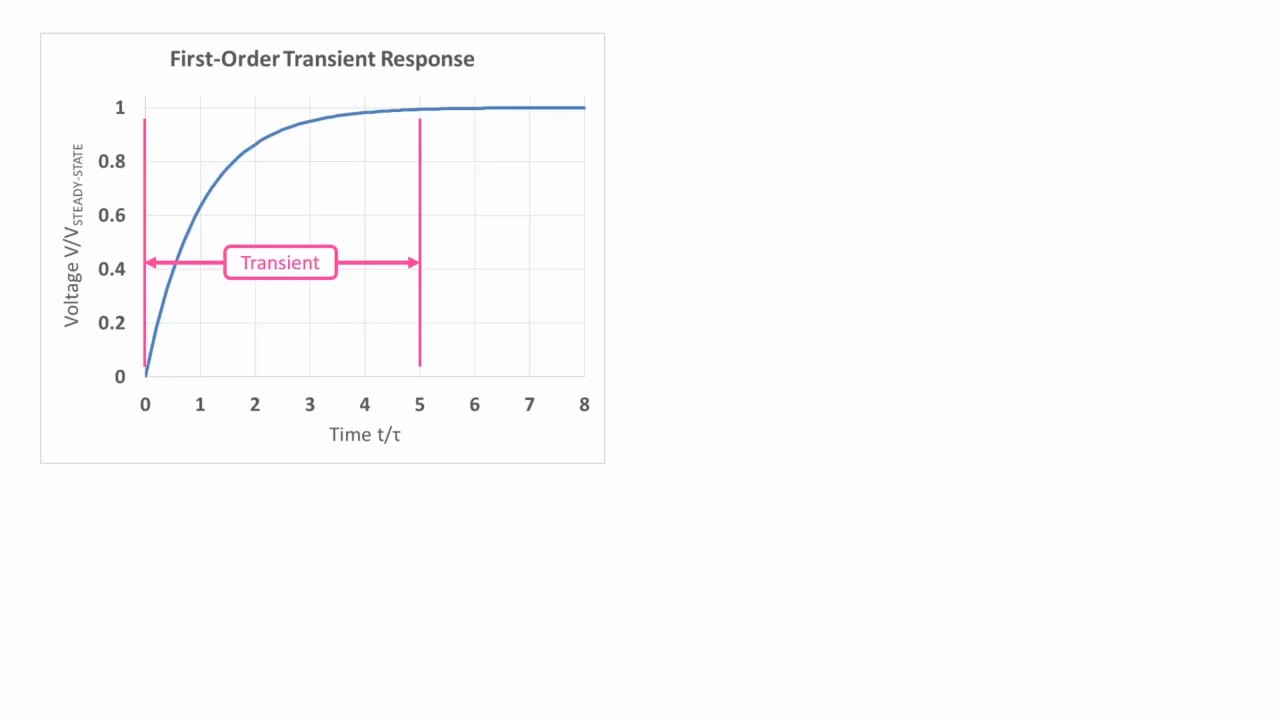 First-Order Transient Response
Voltage V/VSTEADY-STATE
1
0.8
0.6
0.4
0.2
0
Transient
0 1 2 3 4 5 6 7 8
Time t/τ